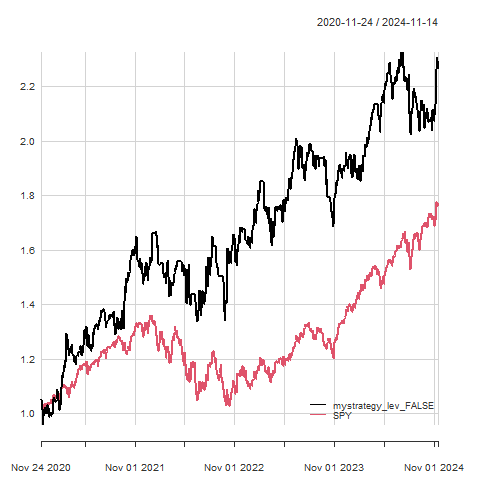 2020-11-24 / 2024-11-14
2.2
2.0
1.8
1.6
1.4
1.2
1.0
mystrategy_lev_FALSE
SPY
Nov 24 2020
Nov 01 2021
Nov 01 2022
Nov 01 2023
Nov 01 2024